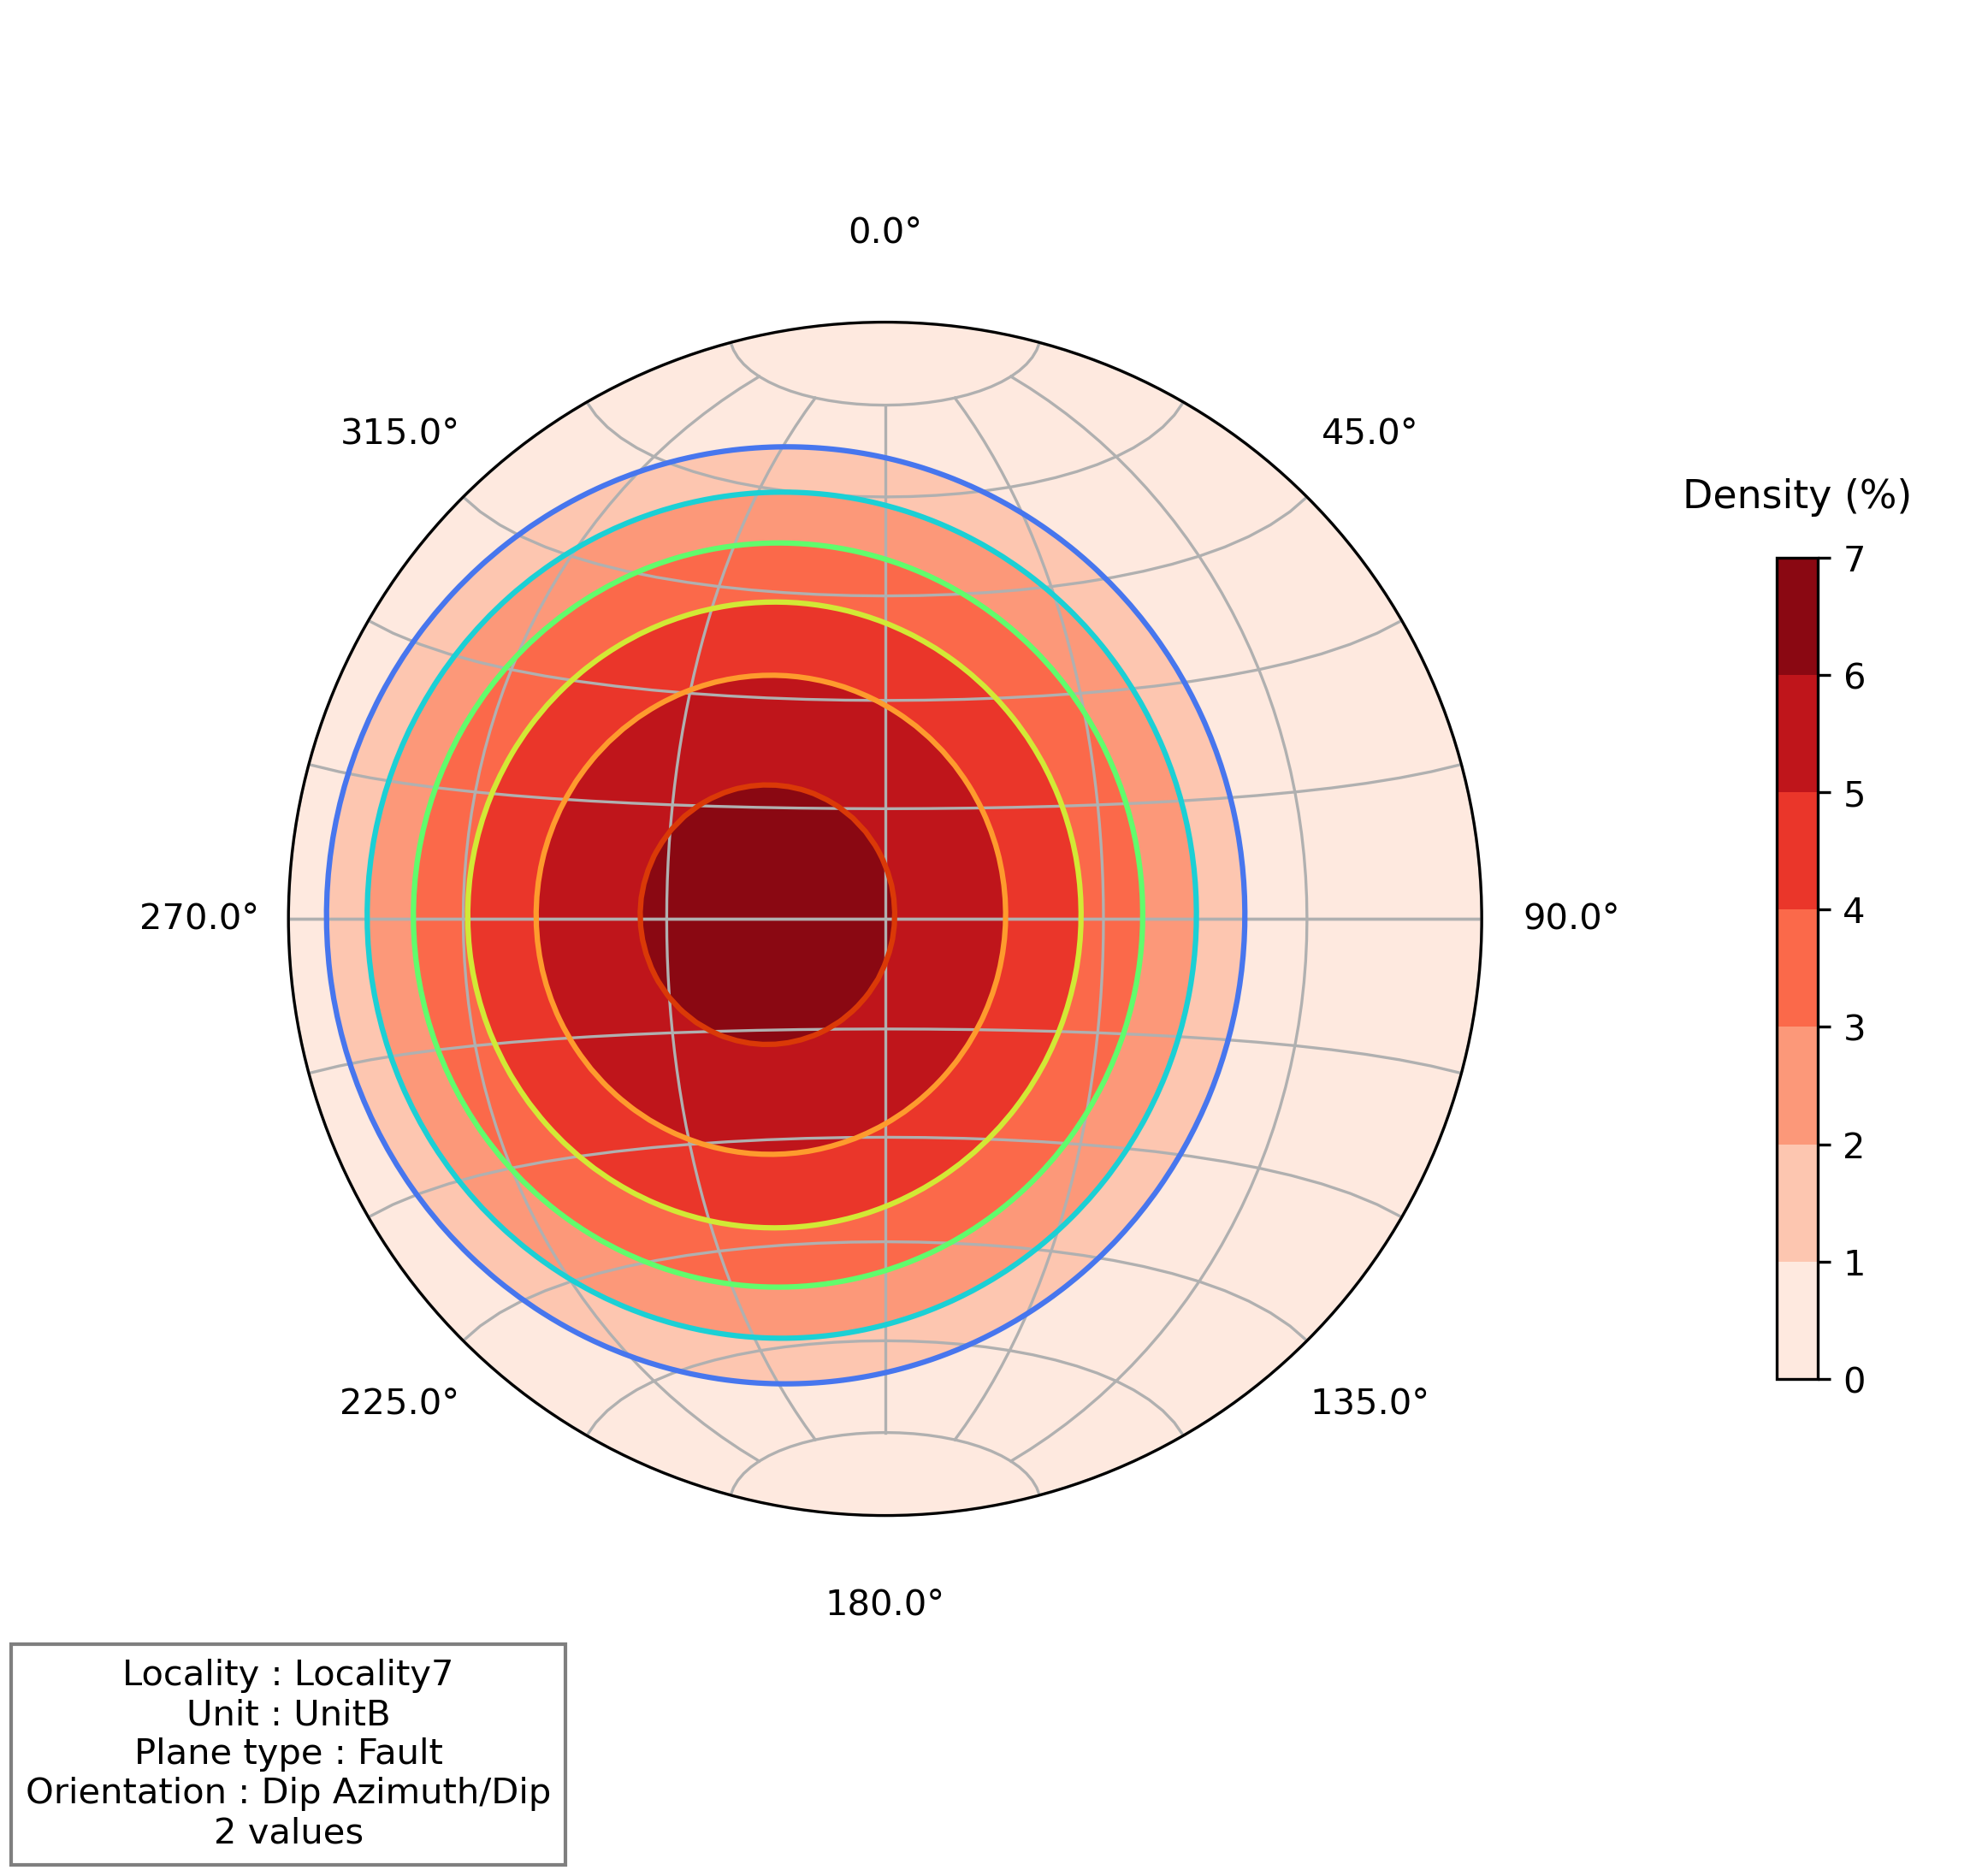 0.0°
315.0°
45.0°
Density (%)
7
6
5
270.0°
90.0°
4
3
2
1
0
225.0°
135.0°
180.0°
Locality : Locality7
Unit : UnitB
Plane type : Fault
Orientation : Dip Azimuth/Dip
2 values